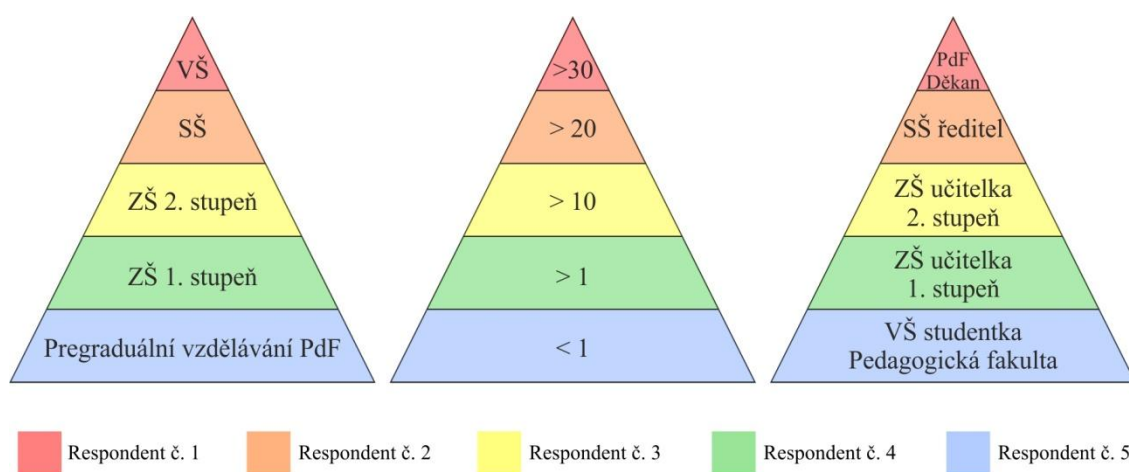 VŠ
SŠ
ZŠ 2. stupeň
ZŠ 1. stupeň
Pregraduální vzdělávání PdF
>30
> 20
> 10
> 1
< 1
PdF
Děkan
SŠ ředitel
ZŠ učitelka
2. stupeň
ZŠ učitelka
1. stupeň
VŠ studentka
Pedagogická fakulta
Respondent č. 1
Respondent č. 2
Respondent č. 3
Respondent č. 4
Respondent č. 5